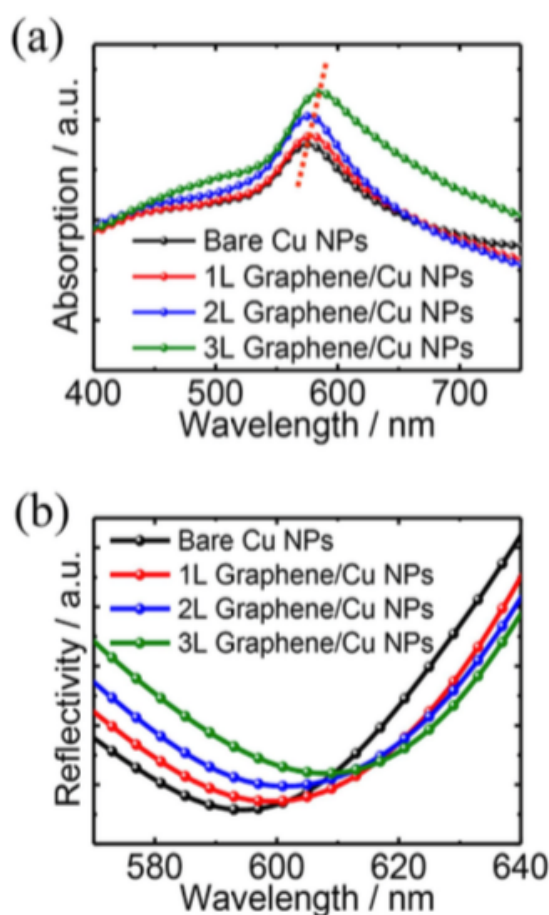 (a)
Absorption / a.u.
Bare Cu NPs
1L Graphene/Cu NPs
2L Graphene/Cu NPs
3L Graphene/Cu NPs
400 500 600 700
Wavelength / nm
(b)
Reflectivity / a.u.
Bare Cu NPs
1L Graphene/Cu NPs
2L Graphene/Cu NPs
3L Graphene/Cu NPs
580 600 620 640
Wavelength / nm